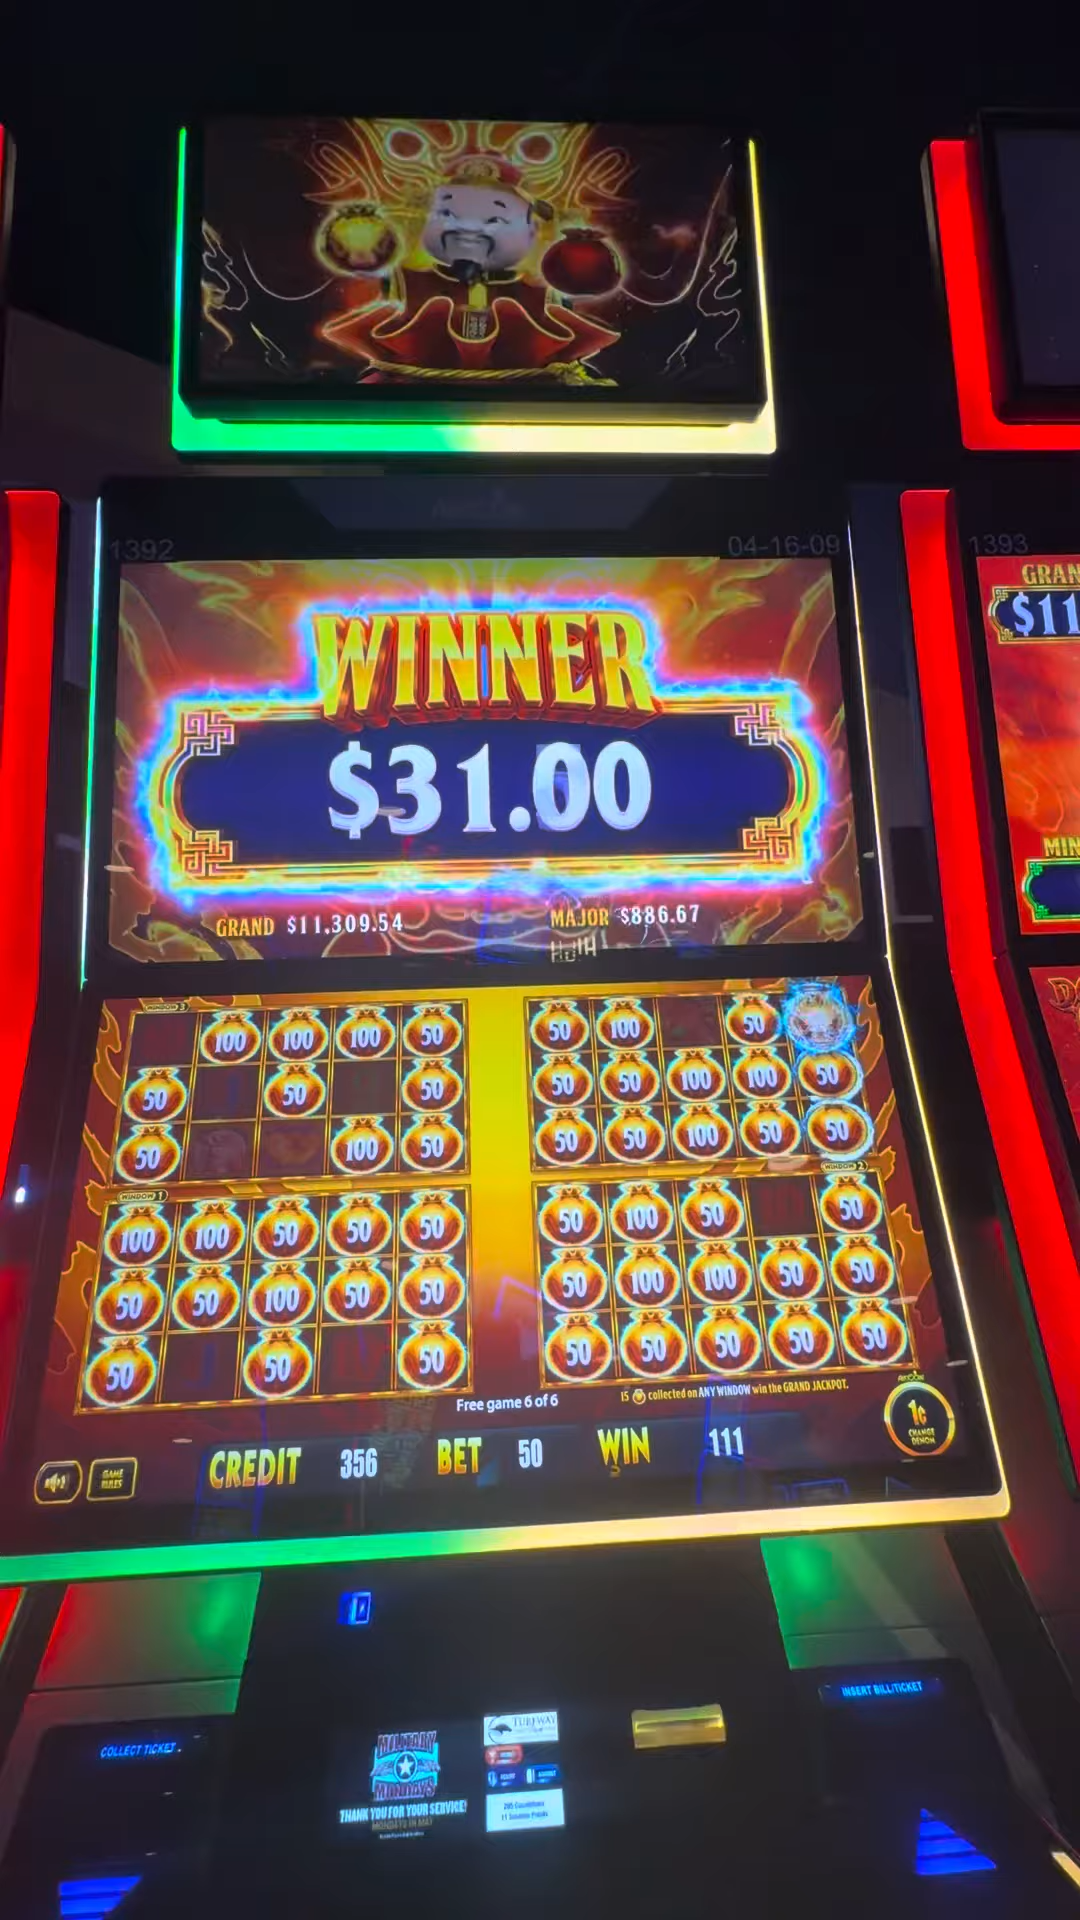 1392
04-16-09
1393
GRAN
$11
WINNER
$31.00
GRAND $11,309.54
MAJOR $886.67
MIN
WINDOW 3
100 100 100 50
50 50 50
50 100 50
50 100 50
50 50 100 100 50
50 50 100 50 50
WINDOW 1
WINDOW 2
100 100 50 50 50
50 50 100 50 50
50 50 50
50 100 50 50
50 100 100 50 50
50 50 50 50 50
Free game 6 of 6
15 collected on ANY WINDOW win the GRAND JACKPOT.
GAME RULES
CREDIT 356 BET 50 WIN 111
1¢
CHANGE
DENOM
INSERT BILL/TICKET
COLLECT TICKET
MILITARY
MONDAYS
THANK YOU FOR YOUR SERVICE!
MONDAYS IN MAY
TURFWAY